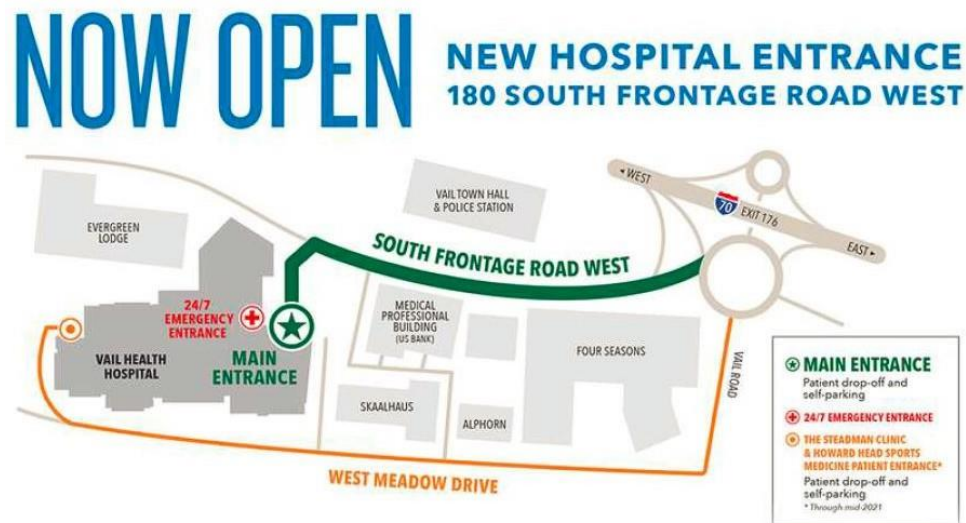 NOW OPEN
NEW HOSPITAL ENTRANCE
180 SOUTH FRONTAGE ROAD WEST
EVERGREEN
LODGE
VAIL TOWN HALL
& POLICE STATION
◂ WEST
70
EXIT 176
EAST ▸
SOUTH FRONTAGE ROAD WEST
24/7
EMERGENCY
ENTRANCE
VAIL HEALTH
HOSPITAL
MAIN
ENTRANCE
MEDICAL
PROFESSIONAL
BUILDING
(US BANK)
FOUR SEASONS
VAIL ROAD
SKAALHAUS
ALPHORN
WEST MEADOW DRIVE
MAIN ENTRANCE
Patient drop-off and
self-parking
24/7 EMERGENCY ENTRANCE
THE STEADMAN CLINIC
& HOWARD HEAD SPORTS
MEDICINE PATIENT ENTRANCE*
Patient drop-off and
self-parking
* Through mid-2021